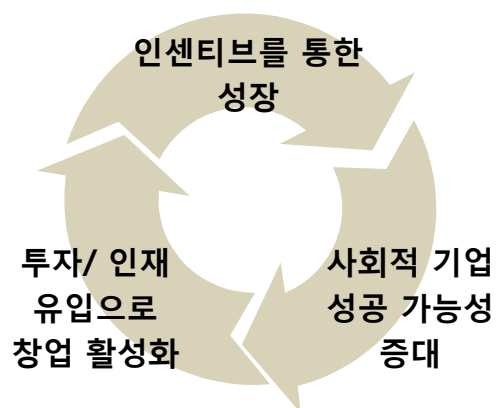 인센티브를 통한
성장
사회적 기업
성공 가능성
증대
투자/ 인재
유입으로
창업 활성화